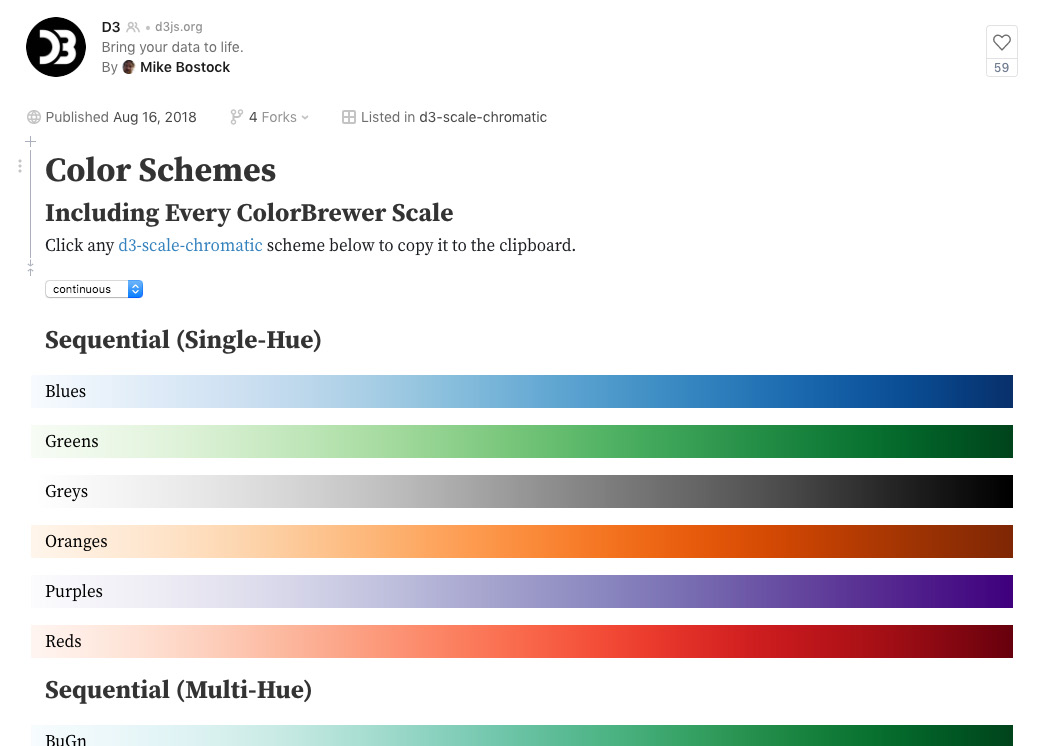 D3 • d3js.org
Bring your data to life.
By Mike Bostock
59
Published Aug 16, 2018 4 Forks Listed in d3-scale-chromatic
Color Schemes
Including Every ColorBrewer Scale
Click any d3-scale-chromatic scheme below to copy it to the clipboard.
continuous
Sequential (Single-Hue)
Blues
Greens
Greys
Oranges
Purples
Reds
Sequential (Multi-Hue)
BuGn